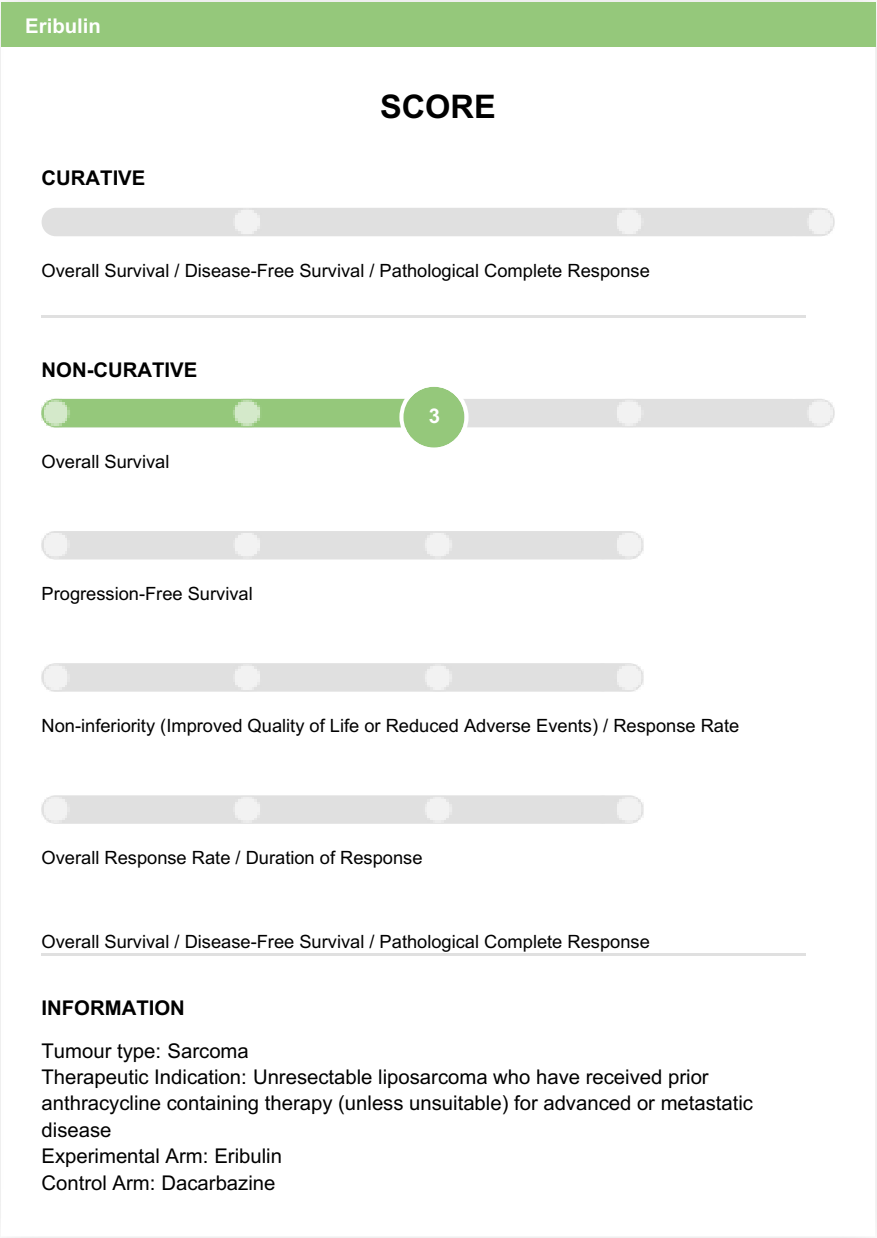 Eribulin
SCORE
CURATIVE
Overall Survival / Disease-Free Survival / Pathological Complete Response
NON-CURATIVE
3
Overall Survival
Progression-Free Survival
Non-inferiority (Improved Quality of Life or Reduced Adverse Events) / Response Rate
Overall Response Rate / Duration of Response
Overall Survival / Disease-Free Survival / Pathological Complete Response
INFORMATION
Tumour type: Sarcoma
Therapeutic Indication: Unresectable liposarcoma who have received prior
anthracycline containing therapy (unless unsuitable) for advanced or metastatic
disease
Experimental Arm: Eribulin
Control Arm: Dacarbazine